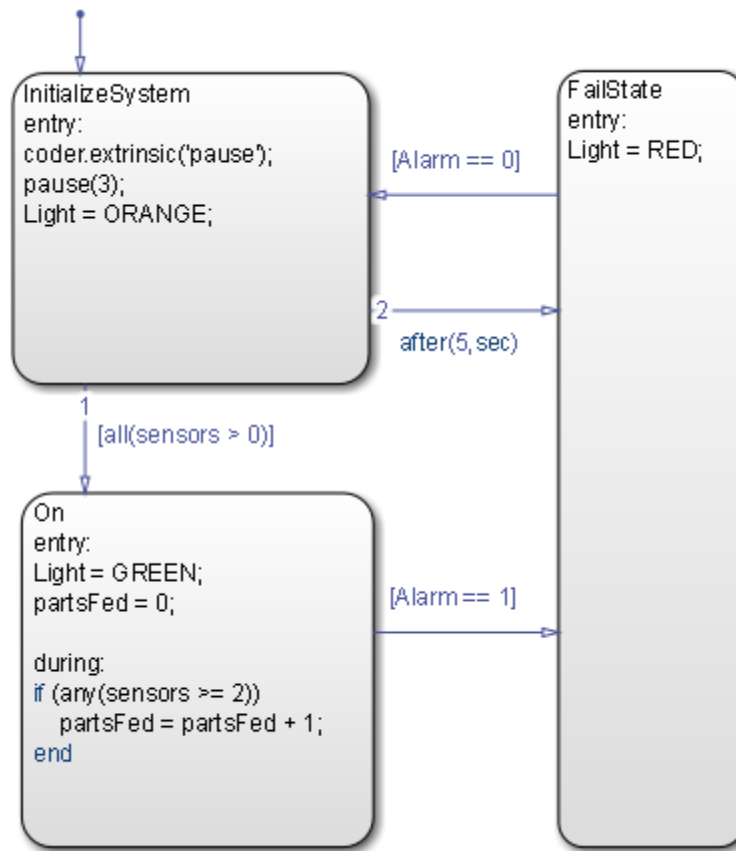 InitializeSystem
entry:
coder.extrinsic('pause');
pause(3);
Light = ORANGE;
[Alarm == 0]
FailState
entry:
Light = RED;
2
after(5,sec)
1
[all(sensors > 0)]
On
entry:
Light = GREEN;
partsFed = 0;
during:
if (any(sensors >= 2))
partsFed = partsFed + 1;
end
[Alarm == 1]